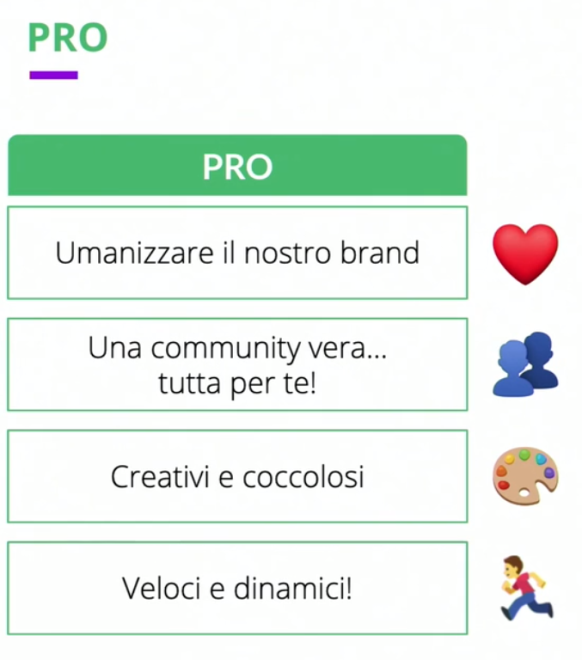 PRO
PRO
Umanizzare il nostro brand
Una community vera...
tutta per te!
Creativi e coccolosi
Veloci e dinamici!